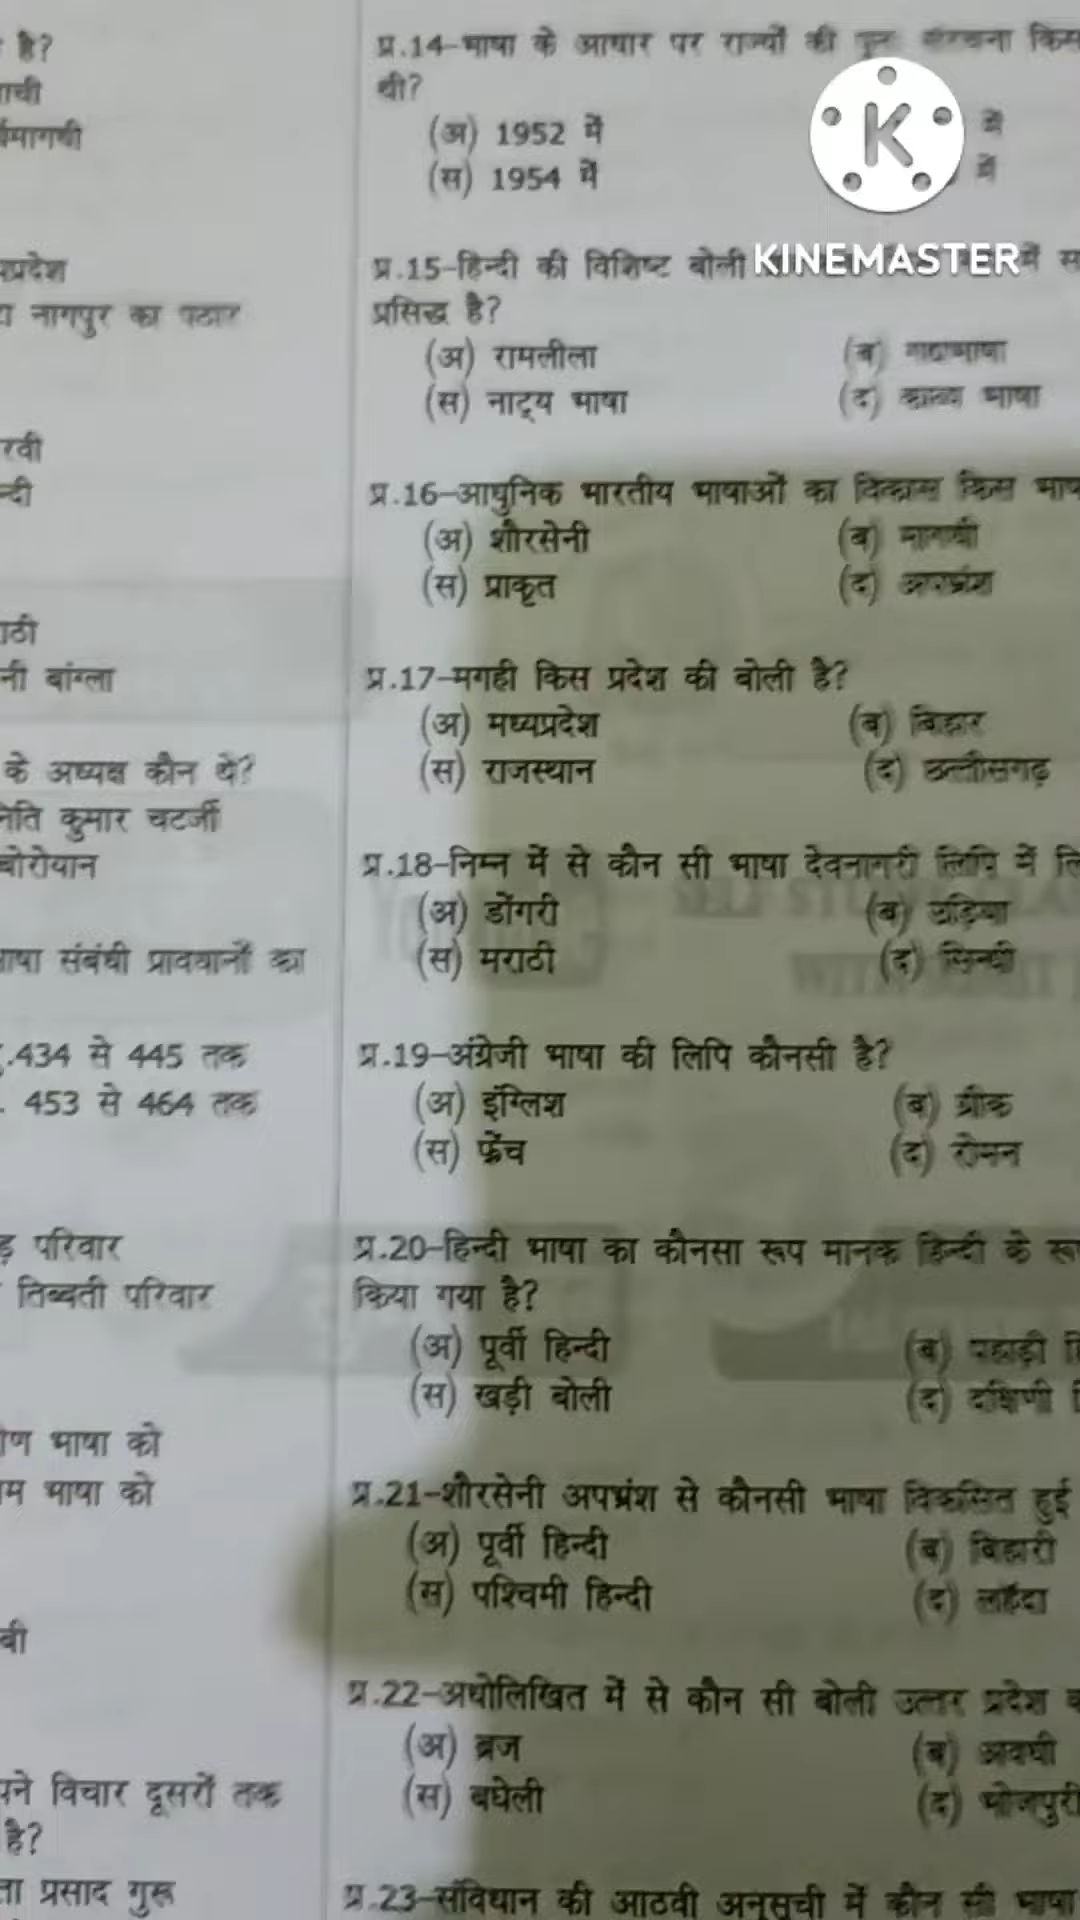 है?
ाची
र्धमागधी
प्रदेश
नागपुर का पठार
रवी
न्दी
ाठी
नी बांग्ला
के अध्यक्ष कौन थे?
निति कुमार चटर्जी
बोरोयान
ाषा संबंधी प्रावधानों का
.434 से 445 तक
. 453 से 464 तक
ड़ परिवार
तिब्बती परिवार
ोण भाषा को
म भाषा को
बी
पने विचार दूसरों तक
है?
ता प्रसाद गुरू
प्र.14-भाषा के आधार पर राज्यों की किस
थी?
(अ) 1952 में में
(स) 1954 में में
प्र.15-हिन्दी की विशिष्ट बोली में स
प्रसिद्ध है?
(अ) रामलीला (ब)
(स) नाट्य भाषा (द) काव्य भाषा
प्र.16-आधुनिक भारतीय भाषाओं का विकास किस भाष
(अ) शौरसेनी (ब) मागधी
(स) प्राकृत (द) अपभ्रंश
प्र.17-मगही किस प्रदेश की बोली है?
(अ) मध्यप्रदेश (ब) बिहार
(स) राजस्थान (द) छत्तीसगढ़
प्र.18-निम्न में से कौन सी भाषा देवनागरी लिपि में लि
(अ) डोंगरी (ब) उड़िया
(स) मराठी (द) सिन्धी
प्र.19-अंग्रेजी भाषा की लिपि कौनसी है?
(अ) इंग्लिश (ब) ग्रीक
(स) फ्रेंच (द) रोमन
प्र.20-हिन्दी भाषा का कौनसा रूप मानक हिन्दी के रू
किया गया है?
(अ) पूर्वी हिन्दी (ब) पहाड़ी हि
(स) खड़ी बोली (द) दक्षिणी
प्र.21-शौरसेनी अपभ्रंश से कौनसी भाषा विकसित हुई
(अ) पूर्वी हिन्दी (ब) बिहारी
(स) पश्चिमी हिन्दी (द) लहंदा
प्र.22-अधोलिखित में से कौन सी बोली उत्तर प्रदेश
(अ) ब्रज (ब) अवधी
(स) बघेली (द) भोजपुरी
प्र.23-संविधान की आठवी अनुसूची में कौन सी भाषा
K
KINEMASTER